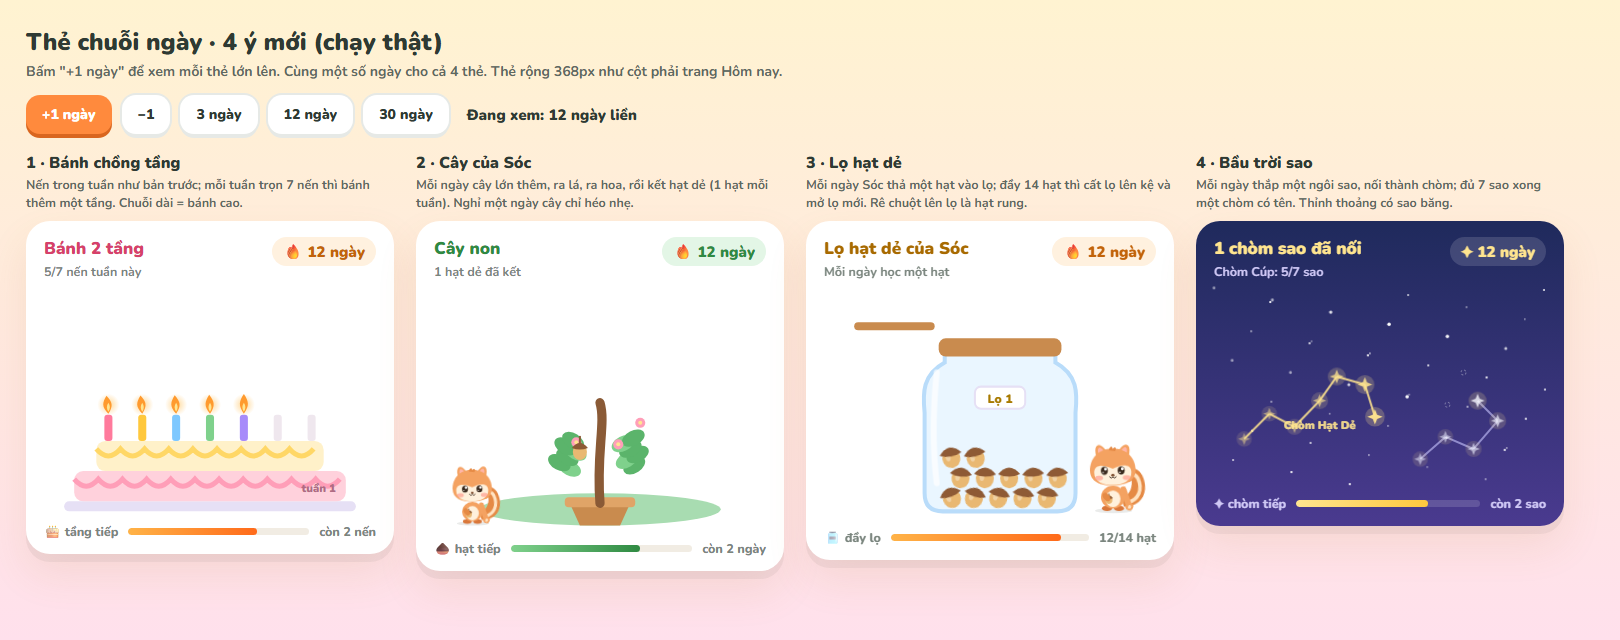 Thẻ chuỗi ngày · 4 ý mới (chạy thật)
Bấm "+1 ngày" để xem mỗi thẻ lớn lên. Cùng một số ngày cho cả 4 thẻ. Thẻ rộng 368px như cột phải trang Hôm nay.
+1 ngày
−1
3 ngày
12 ngày
30 ngày
Đang xem: 12 ngày liền
1 · Bánh chồng tầng
Nến trong tuần như bản trước; mỗi tuần trọn 7 nến thì bánh
thêm một tầng. Chuỗi dài = bánh cao.
Bánh 2 tầng
12 ngày
5/7 nến tuần này
tuần 1
tầng tiếp
còn 2 nến
2 · Cây của Sóc
Mỗi ngày cây lớn thêm, ra lá, ra hoa, rồi kết hạt dẻ (1 hạt mỗi
tuần). Nghỉ một ngày cây chỉ héo nhẹ.
Cây non
12 ngày
1 hạt dẻ đã kết
hạt tiếp
còn 2 ngày
3 · Lọ hạt dẻ
Mỗi ngày Sóc thả một hạt vào lọ; đầy 14 hạt thì cất lọ lên kệ và
mở lọ mới. Rê chuột lên lọ là hạt rung.
Lọ hạt dẻ của Sóc
12 ngày
Mỗi ngày học một hạt
Lọ 1
đầy lọ
12/14 hạt
4 · Bầu trời sao
Mỗi ngày thắp một ngôi sao, nối thành chòm; đủ 7 sao xong
một chòm có tên. Thỉnh thoảng có sao băng.
1 chòm sao đã nối
✦ 12 ngày
Chòm Cúp: 5/7 sao
Chòm Hạt Dẻ
✦ chòm tiếp
còn 2 sao